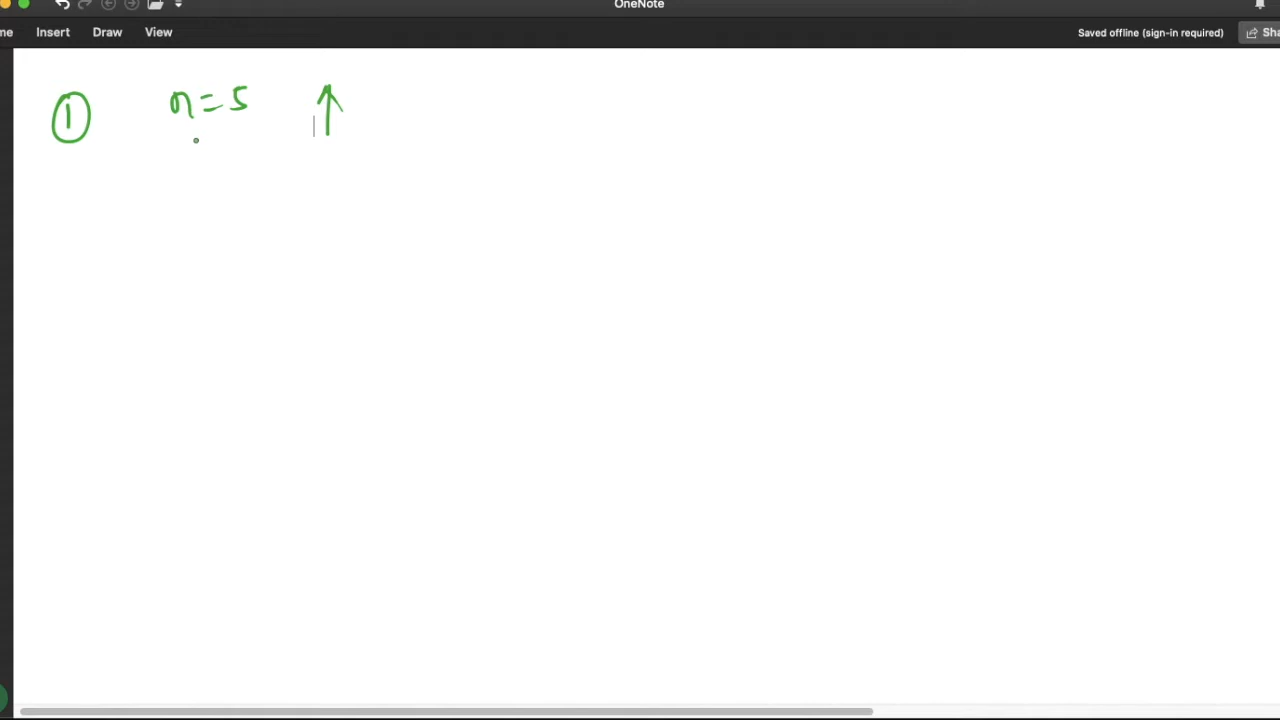 OneNote
Insert Draw View
Saved offline (sign-in required)
① n=5 ↑